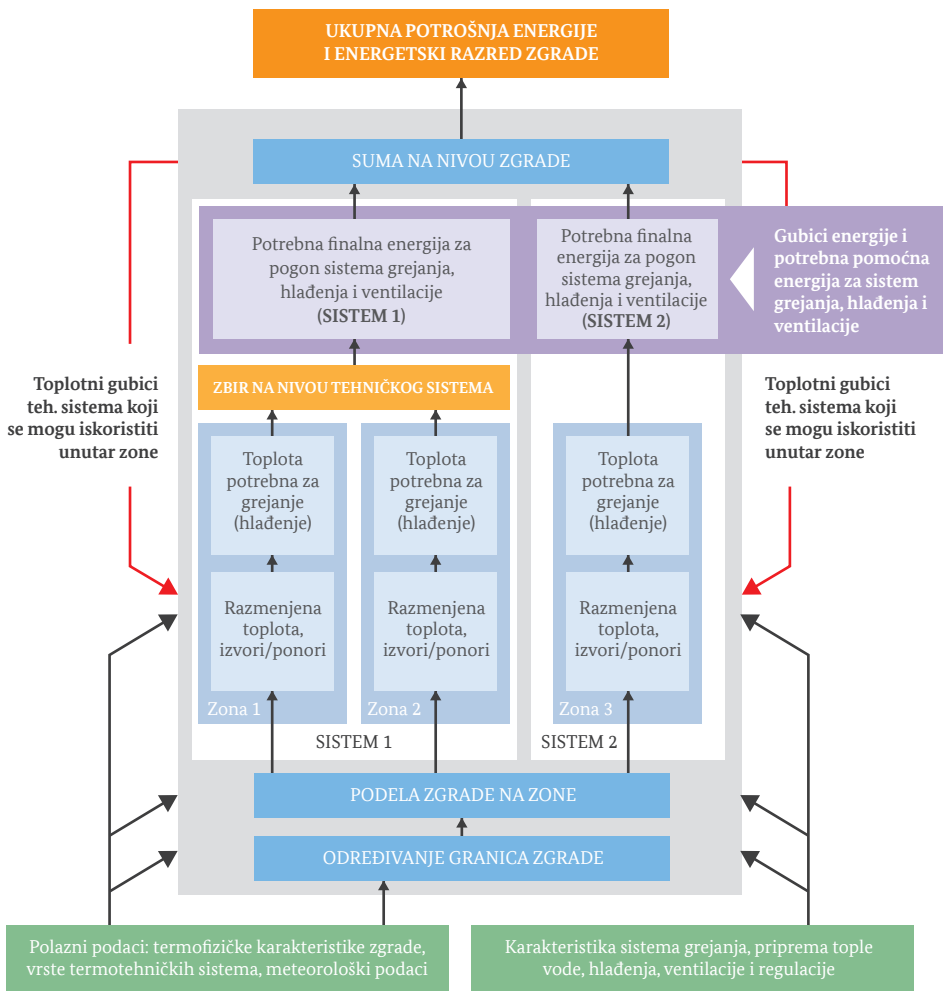 UKUPNA POTROŠNJA ENERGIJE
I ENERGETSKI RAZRED ZGRADE
SUMA NA NIVOU ZGRADE
Potrebna finalna energija za
pogon sistema grejanja,
hlađenja i ventilacije
(SISTEM 1)
Potrebna finalna
energija za pogon
sistema grejanja,
hlađenja i ventilacije
(SISTEM 2)
Gubici energije i
potrebna pomoćna
energija za sistem
grejanja, hlađenja i
ventilacije
Toplotni gubici
teh. sistema koji
se mogu iskoristiti
unutar zone
ZBIR NA NIVOU TEHNIČKOG SISTEMA
Toplotni gubici
teh. sistema koji
se mogu iskoristiti
unutar zone
Toplota
potrebna za
grejanje
(hlađenje)
Toplota
potrebna za
grejanje
(hlađenje)
Toplota
potrebna za
grejanje
(hlađenje)
Razmenjena
toplota,
izvori/ponori
Razmenjena
toplota,
izvori/ponori
Razmenjena
toplota,
izvori/ponori
Zona 1
Zona 2
Zona 3
SISTEM 1
SISTEM 2
PODELA ZGRADE NA ZONE
ODREĐIVANJE GRANICA ZGRADE
Polazni podaci: termofizičke karakteristike zgrade,
vrste termotehničkih sistema, meteorološki podaci
Karakteristika sistema grejanja, priprema tople
vode, hlađenja, ventilacije i regulacije